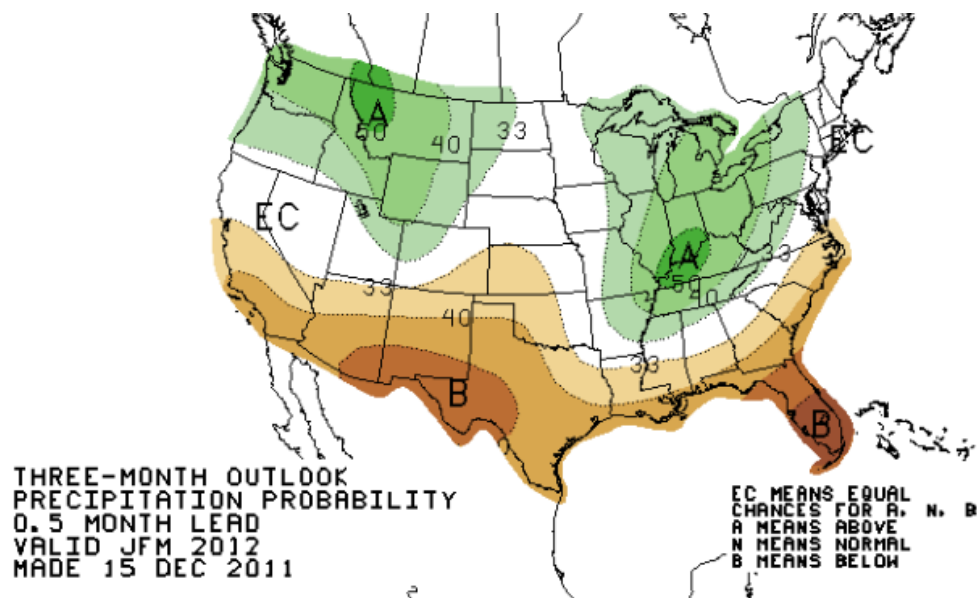 A
50
40
33
EC
EC
A
50
40
33
33
40
33
B
B
THREE-MONTH OUTLOOK
PRECIPITATION PROBABILITY
0.5 MONTH LEAD
VALID JFM 2012
MADE 15 DEC 2011
EC MEANS EQUAL
CHANCES FOR A, N, B
A MEANS ABOVE
N MEANS NORMAL
B MEANS BELOW